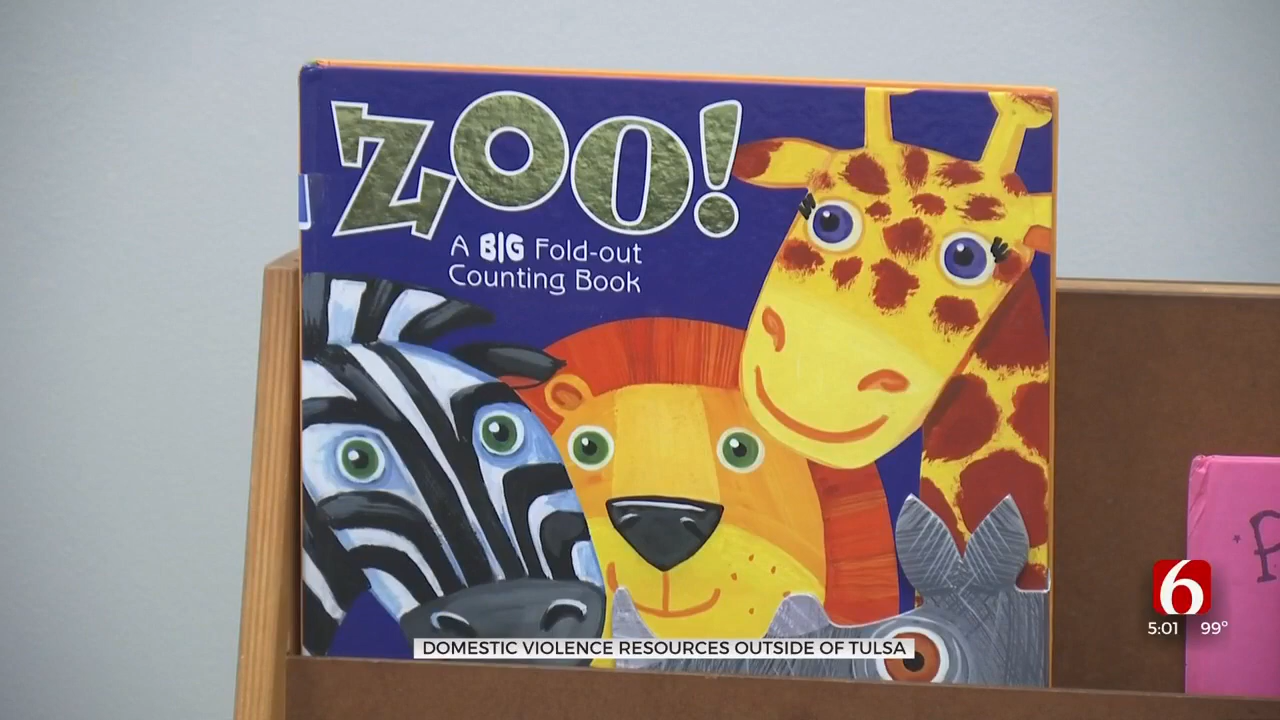 ZOO!
A BIG Fold-out
Counting Book
DOMESTIC VIOLENCE RESOURCES OUTSIDE OF TULSA
6
5:01 99°